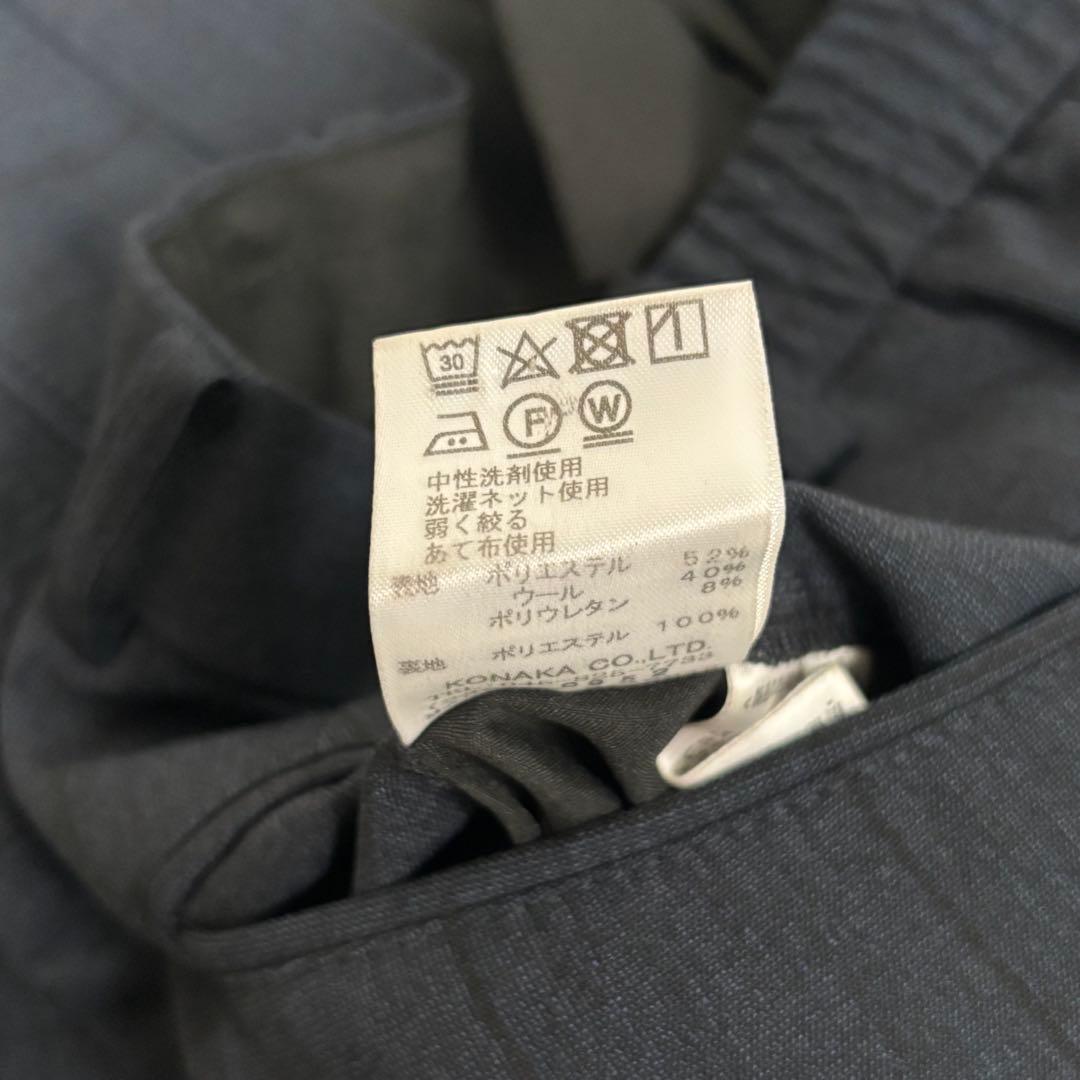 30
F W
中性洗剤使用
洗濯ネット使用
弱く絞る
あて布使用
表地 ポリエステル 52%
ウール 40%
ポリウレタン 8%
裏地 ポリエステル 100%
KONAKA CO.,LTD.
825-7733